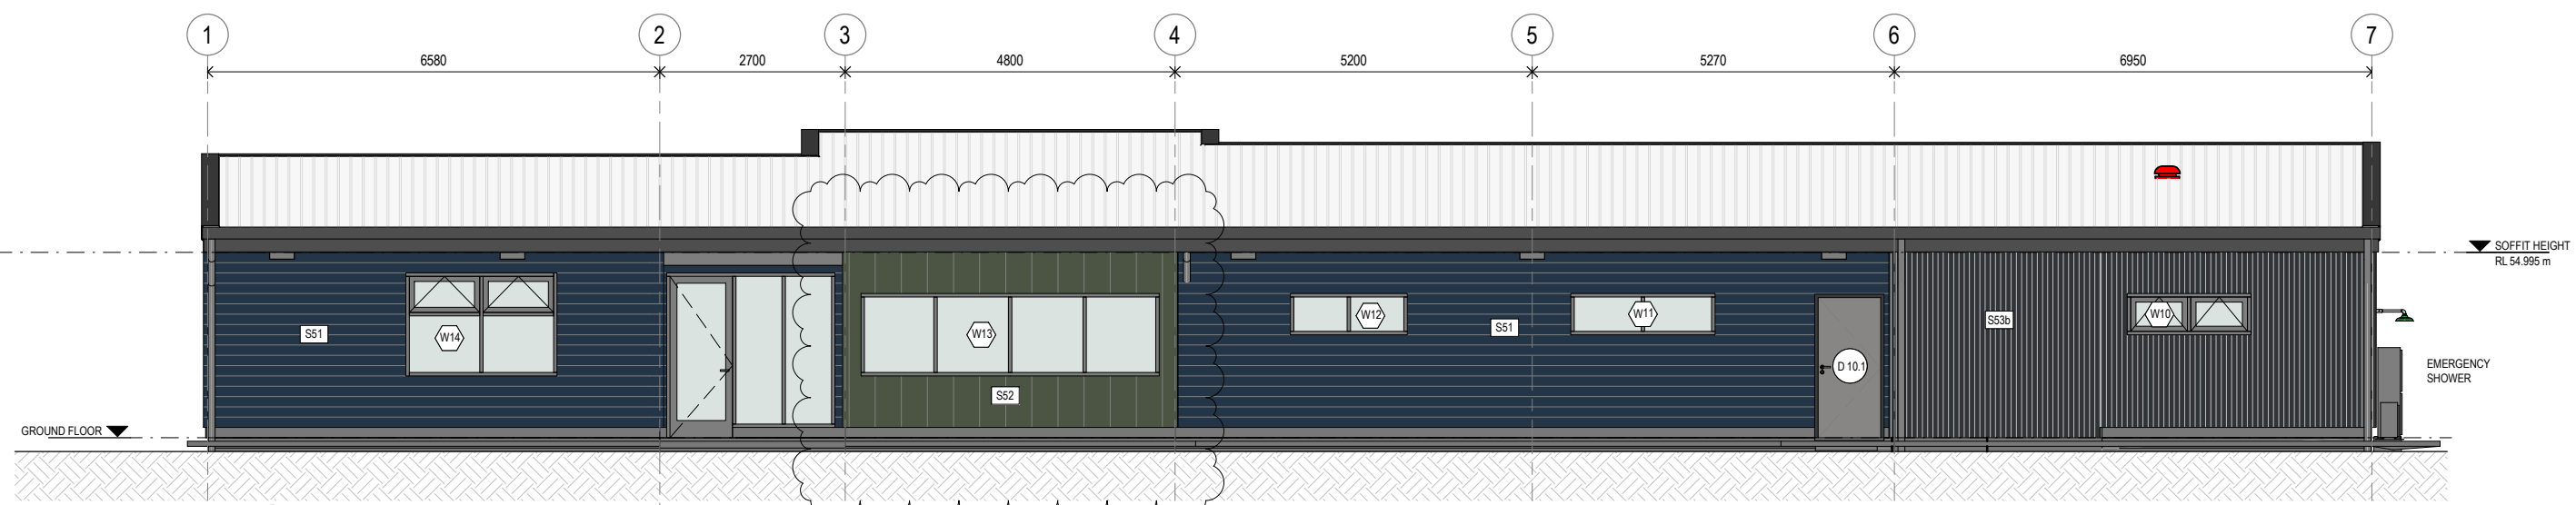 1 2 3 4 5 6 7
6580 2700 4800 5200 5270 6950
SOFFIT HEIGHT
RL 54.995 m
W14 S51 W13 S52 W12 S51 W11 D 10.1 S53b W10
EMERGENCY
SHOWER
GROUND FLOOR